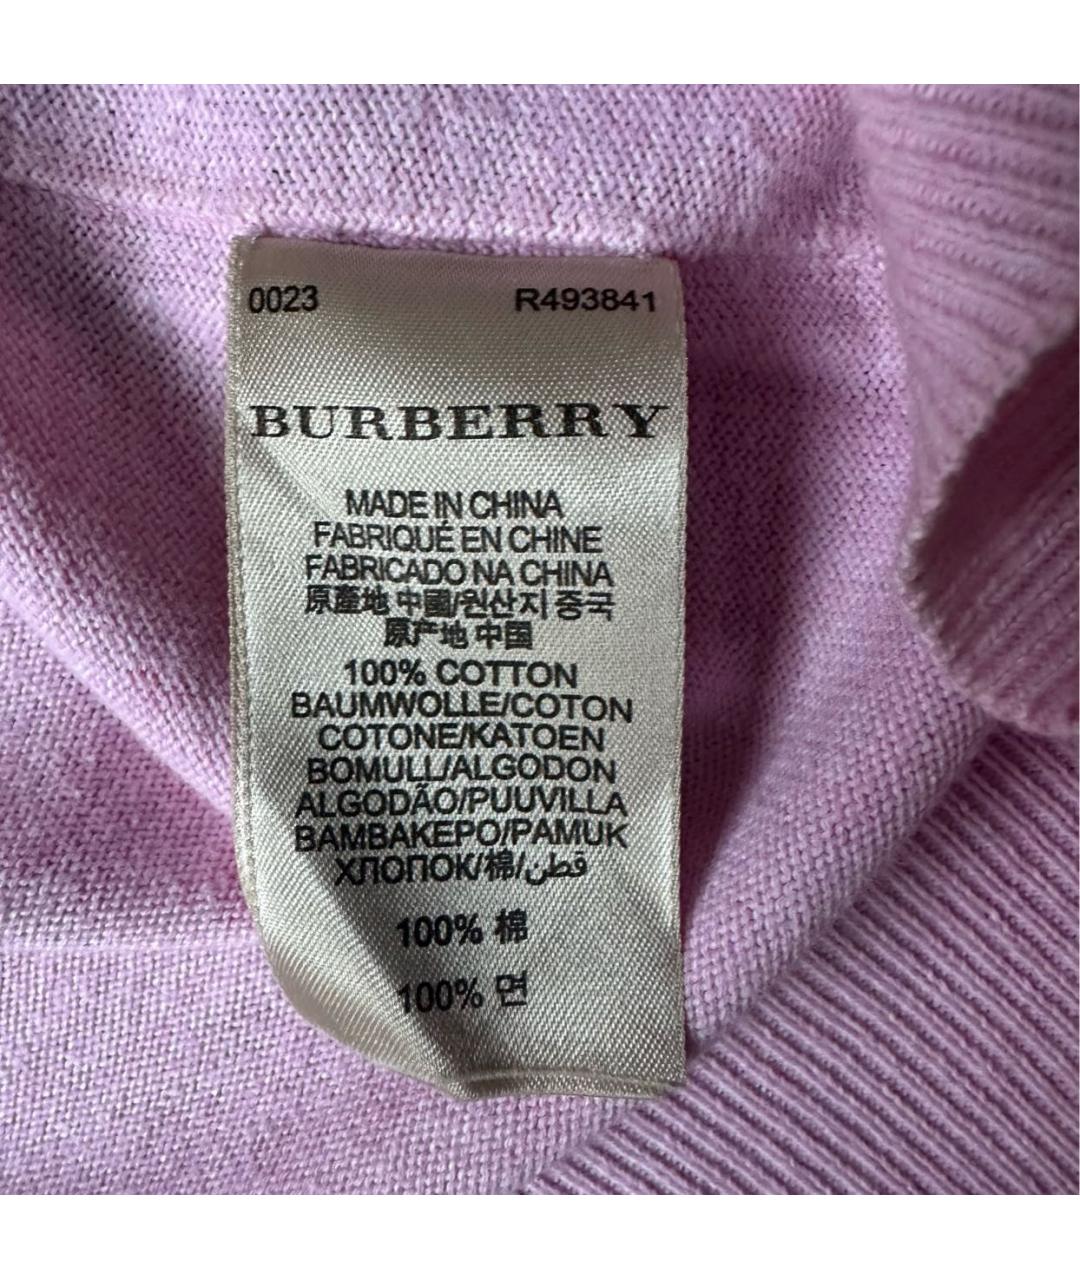 0023 R493841
BURBERRY
MADE IN CHINA
FABRIQUÉ EN CHINE
FABRICADO NA CHINA
原產地 中國/원산지 중국
原产地 中国
100% COTTON
BAUMWOLLE/COTON
COTONE/KATOEN
BOMULL/ALGODON
ALGODÃO/PUUVILLA
BAMBAKEPO/PAMUK
ХЛОПОК/棉/قطن
100% 棉
100% 면